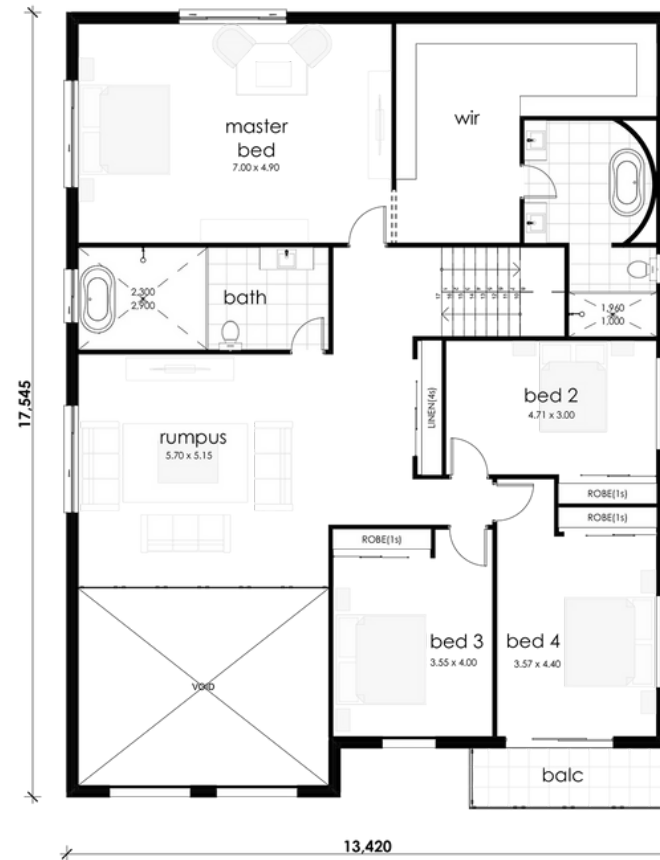 master
bed
7.00 x 4.90
wir
2,300
2,900
bath
1,960
1,000
17,545
rumpus
5.70 x 5.15
LINEN(4s)
bed 2
4.71 x 3.00
ROBE(1s)
ROBE(1s)
ROBE(1s)
bed 3
3.55 x 4.00
bed 4
3.57 x 4.40
VOID
balc
13,420